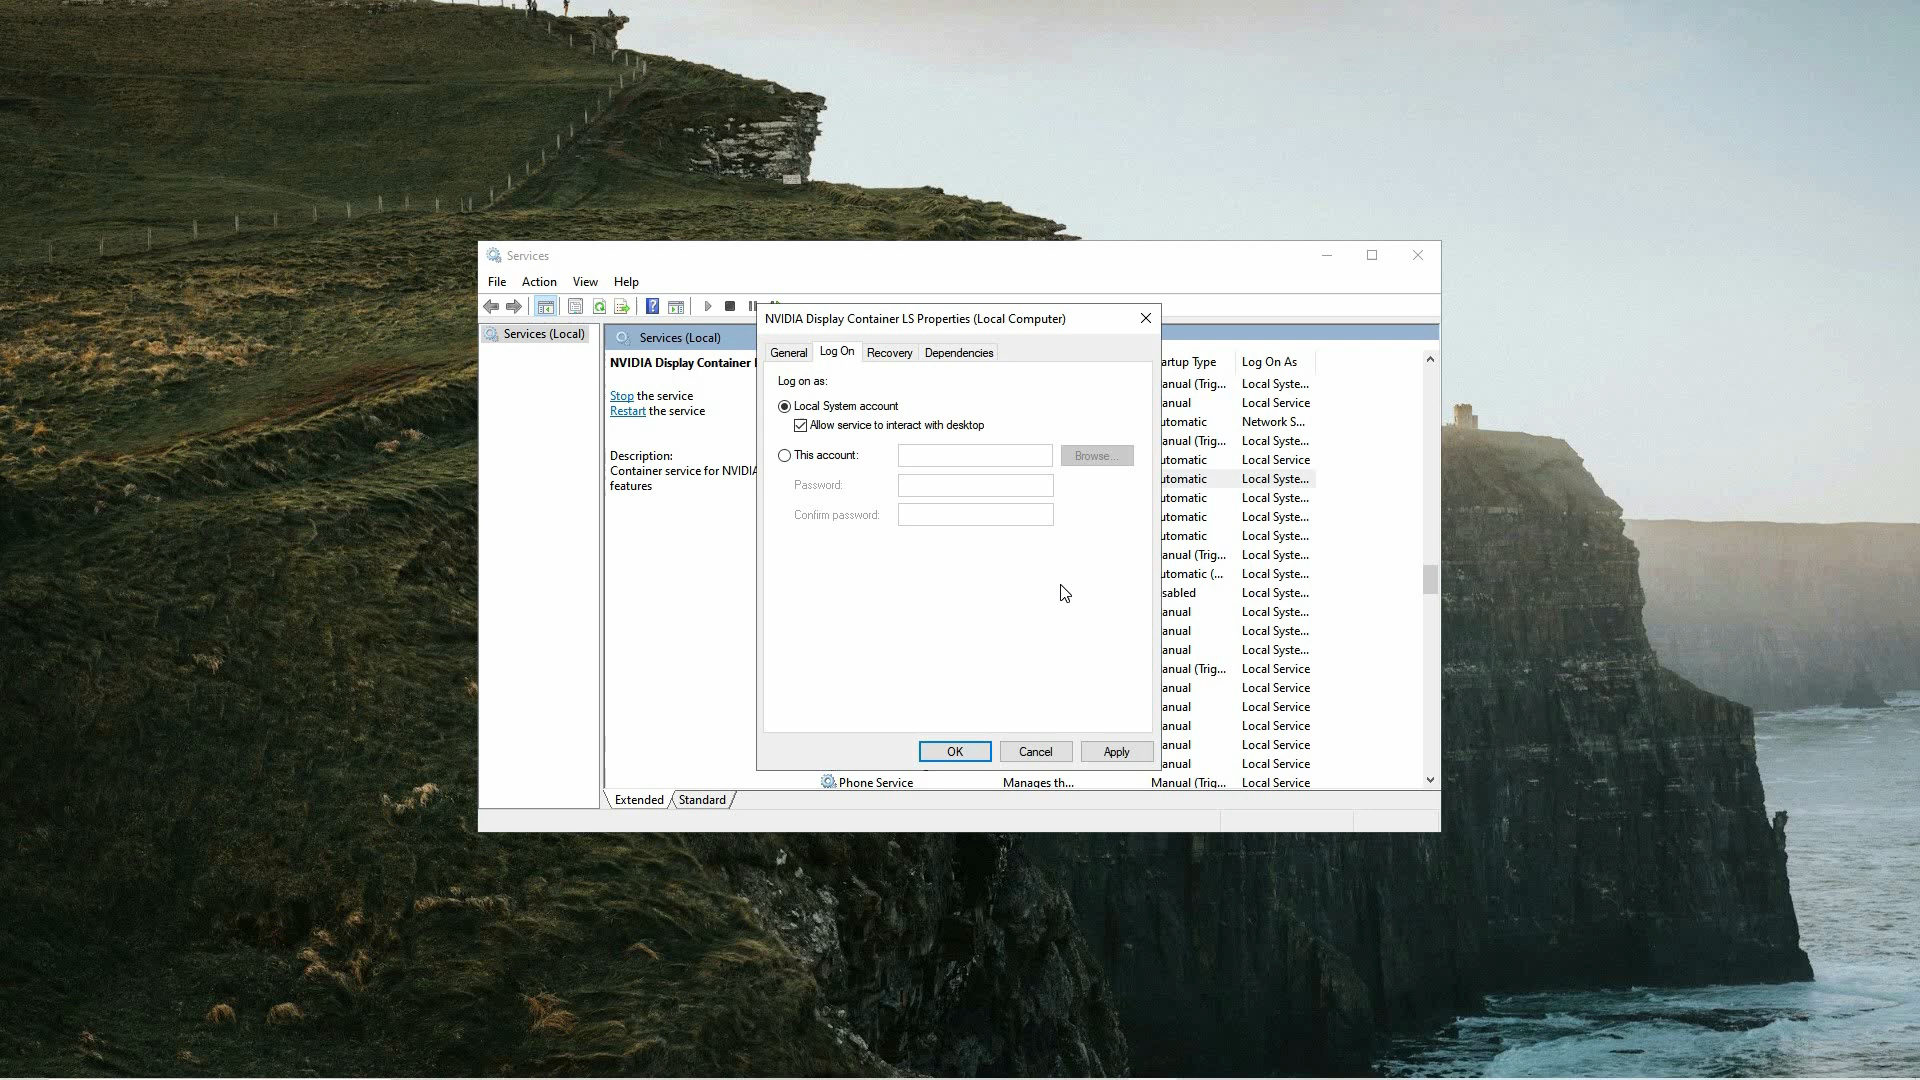 Services
File Action View Help
Services (Local)
Services (Local)
NVIDIA Display Container
Stop the service
Restart the service
Description:
Container service for NVIDIA
features
NVIDIA Display Container LS Properties (Local Computer)
General Log On Recovery Dependencies
Log on as:
Local System account
Allow service to interact with desktop
This account:
Browse...
Password:
Confirm password:
OK Cancel Apply
artup Type Log On As
anual (Trig... Local Syste...
anual Local Service
utomatic Network S...
anual (Trig... Local Syste...
utomatic Local Service
utomatic Local Syste...
utomatic Local Syste...
utomatic Local Syste...
utomatic Local Syste...
anual (Trig... Local Syste...
utomatic (... Local Syste...
sabled Local Syste...
anual Local Syste...
anual Local Syste...
anual Local Syste...
anual (Trig... Local Service
anual Local Service
anual Local Service
anual Local Service
anual Local Service
anual Local Service
Phone Service Manages th... Manual (Trig... Local Service
Extended Standard